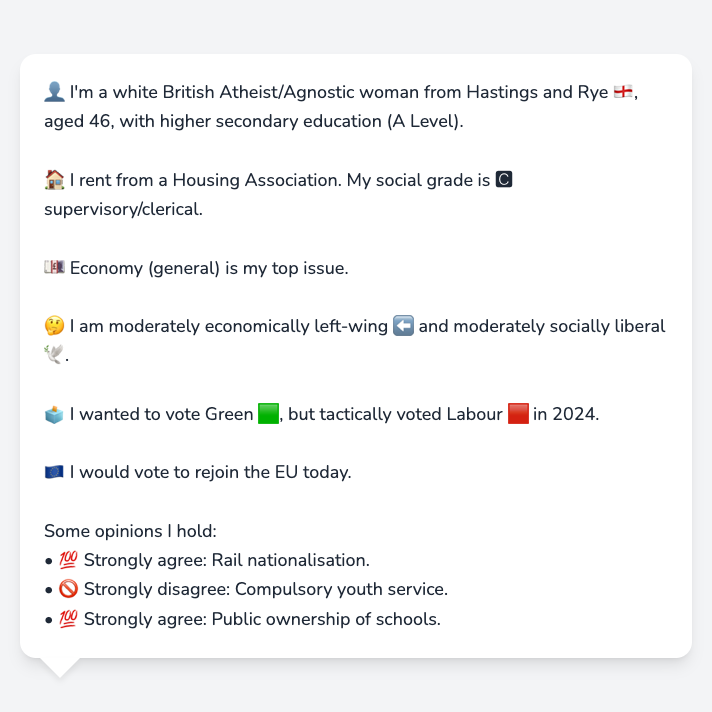 👤 I'm a white British Atheist/Agnostic woman from Hastings and Rye 🏴󠁧󠁢󠁥󠁮󠁧󠁿,
aged 46, with higher secondary education (A Level).
🏠 I rent from a Housing Association. My social grade is 🅲
supervisory/clerical.
💷 Economy (general) is my top issue.
🤔 I am moderately economically left-wing ⬅️ and moderately socially liberal
🕊️.
🗳️ I wanted to vote Green 🟩, but tactically voted Labour 🟥 in 2024.
🇪🇺 I would vote to rejoin the EU today.
Some opinions I hold:
• 💯 Strongly agree: Rail nationalisation.
• 🚫 Strongly disagree: Compulsory youth service.
• 💯 Strongly agree: Public ownership of schools.